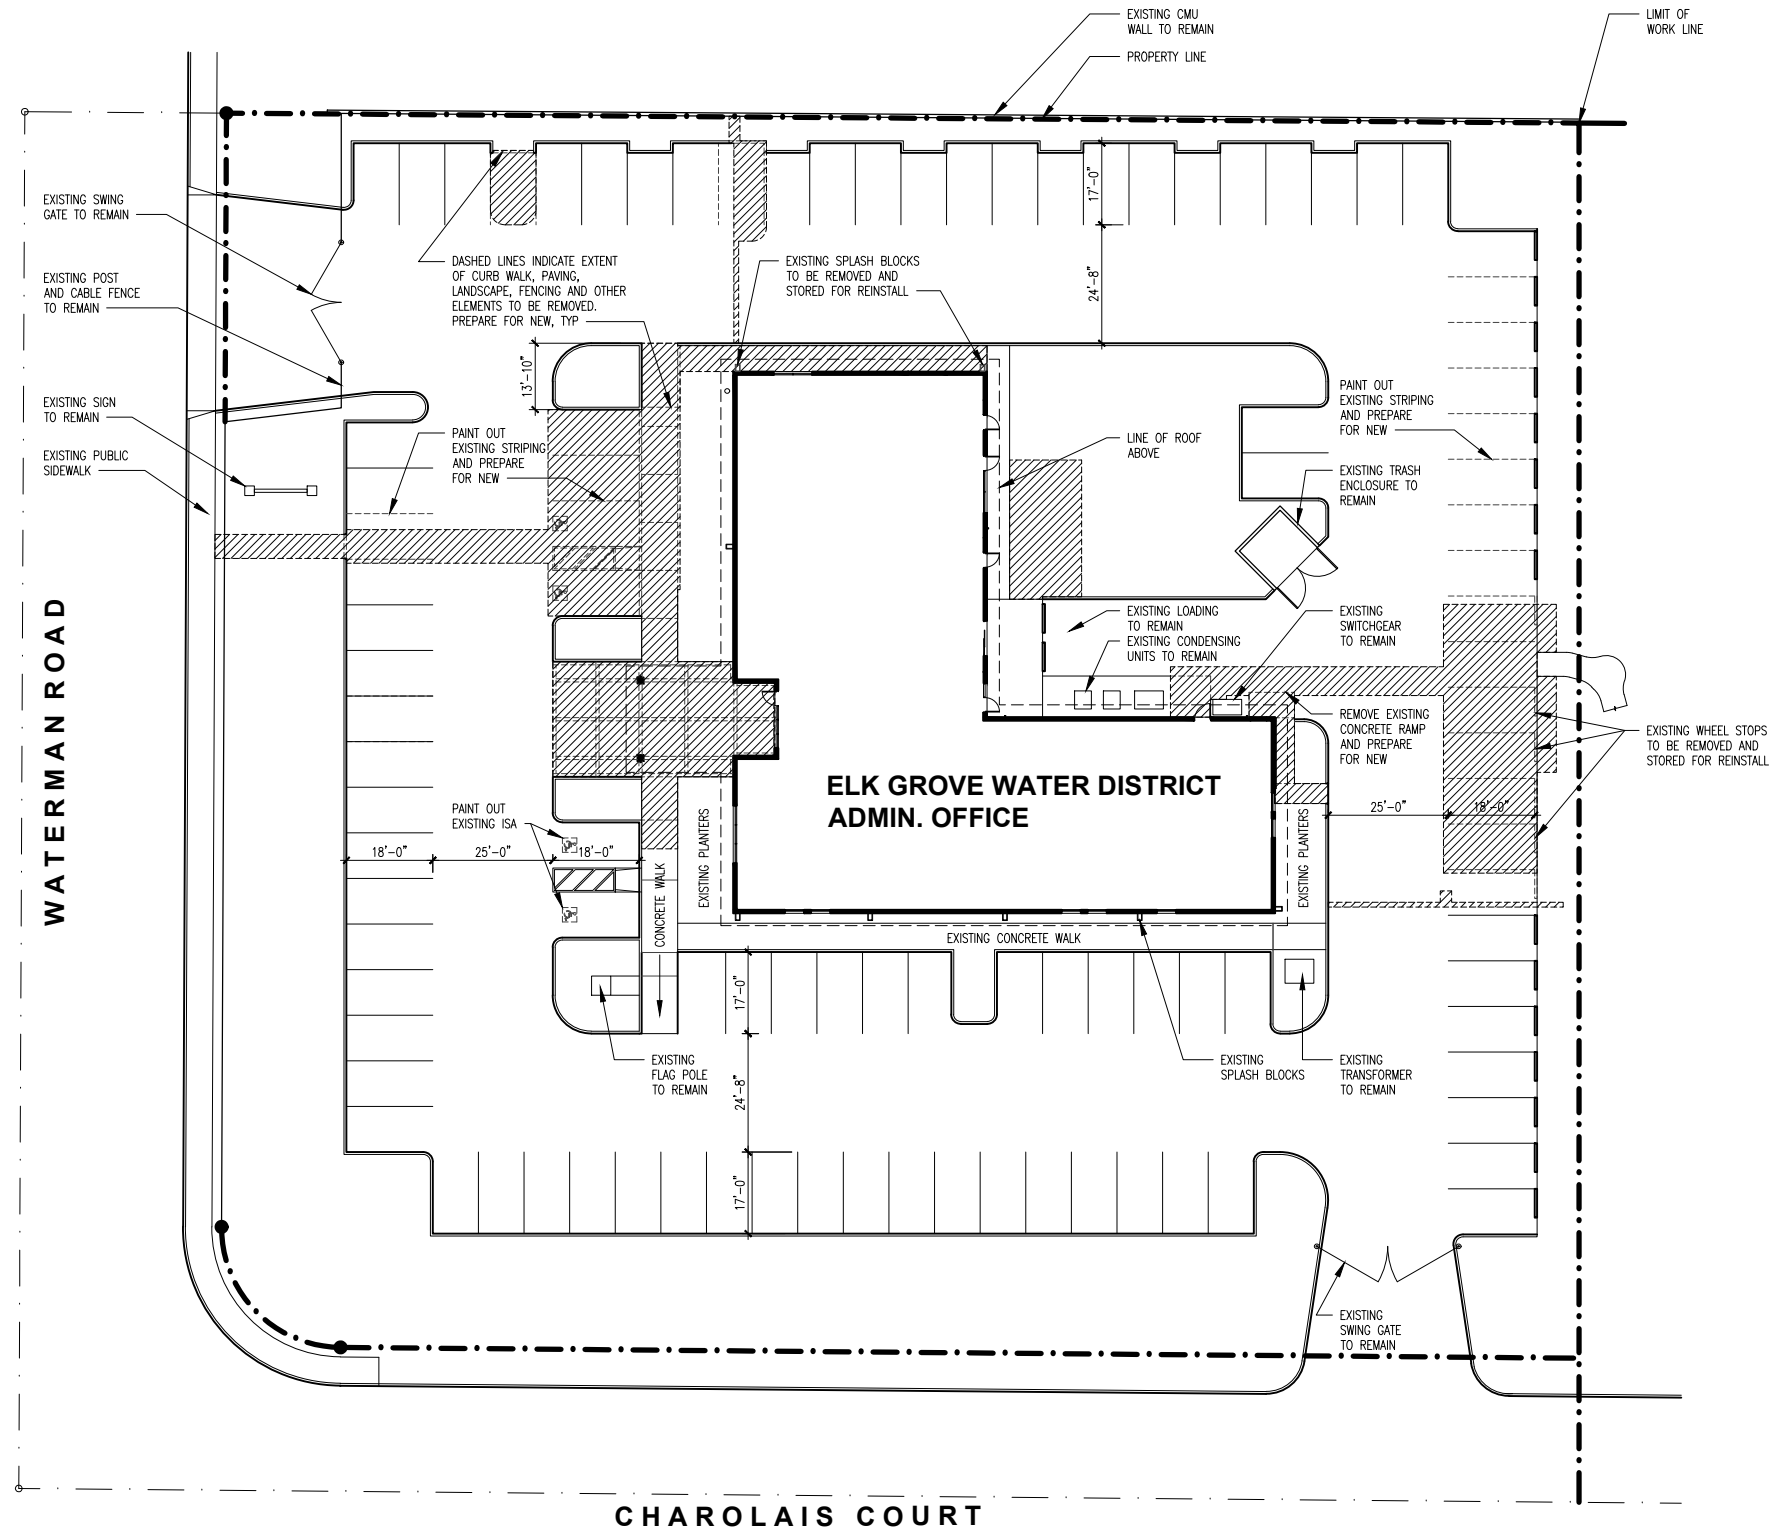 EXISTING CMU
WALL TO REMAIN
PROPERTY LINE
LIMIT OF
WORK LINE
EXISTING SWING
GATE TO REMAIN
EXISTING POST
AND CABLE FENCE
TO REMAIN
EXISTING SIGN
TO REMAIN
EXISTING PUBLIC
SIDEWALK
DASHED LINES INDICATE EXTENT
OF CURB WALK, PAVING,
LANDSCAPE, FENCING AND OTHER
ELEMENTS TO BE REMOVED.
PREPARE FOR NEW, TYP
EXISTING SPLASH BLOCKS
TO BE REMOVED AND
STORED FOR REINSTALL
17'-0"
24'-8"
13'-10"
PAINT OUT
EXISTING STRIPING
AND PREPARE
FOR NEW
LINE OF ROOF
ABOVE
PAINT OUT
EXISTING STRIPING
AND PREPARE
FOR NEW
EXISTING TRASH
ENCLOSURE TO
REMAIN
EXISTING LOADING
TO REMAIN
EXISTING CONDENSING
UNITS TO REMAIN
EXISTING
SWITCHGEAR
TO REMAIN
REMOVE EXISTING
CONCRETE RAMP
AND PREPARE
FOR NEW
EXISTING WHEEL STOPS
TO BE REMOVED AND
STORED FOR REINSTALL
ELK GROVE WATER DISTRICT
ADMIN. OFFICE
WATERMAN ROAD
PAINT OUT
EXISTING ISA
18'-0"
25'-0"
18'-0"
25'-0"
18'-0"
CONCRETE WALK
EXISTING PLANTERS
EXISTING PLANTERS
EXISTING CONCRETE WALK
17'-0"
24'-8"
17'-0"
EXISTING
FLAG POLE
TO REMAIN
EXISTING
SPLASH BLOCKS
EXISTING
TRANSFORMER
TO REMAIN
EXISTING
SWING GATE
TO REMAIN
CHAROLAIS COURT